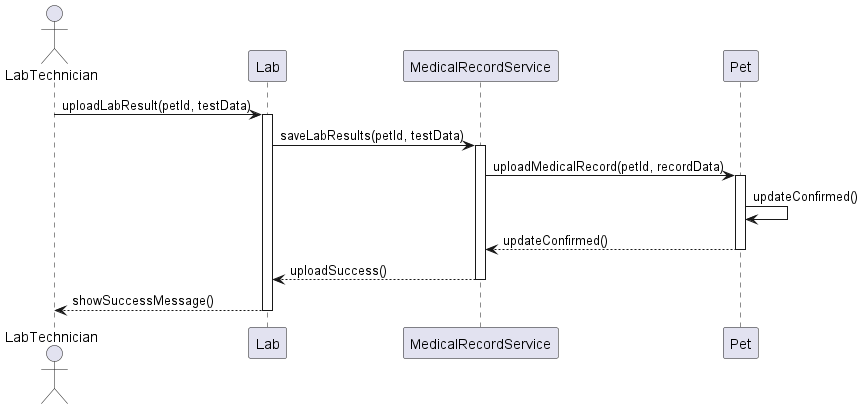 LabTechnician
Lab
MedicalRecordService
Pet
uploadLabResult(petId, testData)
saveLabResults(petId, testData)
uploadMedicalRecord(petId, recordData)
updateConfirmed()
updateConfirmed()
uploadSuccess()
showSuccessMessage()
LabTechnician
Lab
MedicalRecordService
Pet